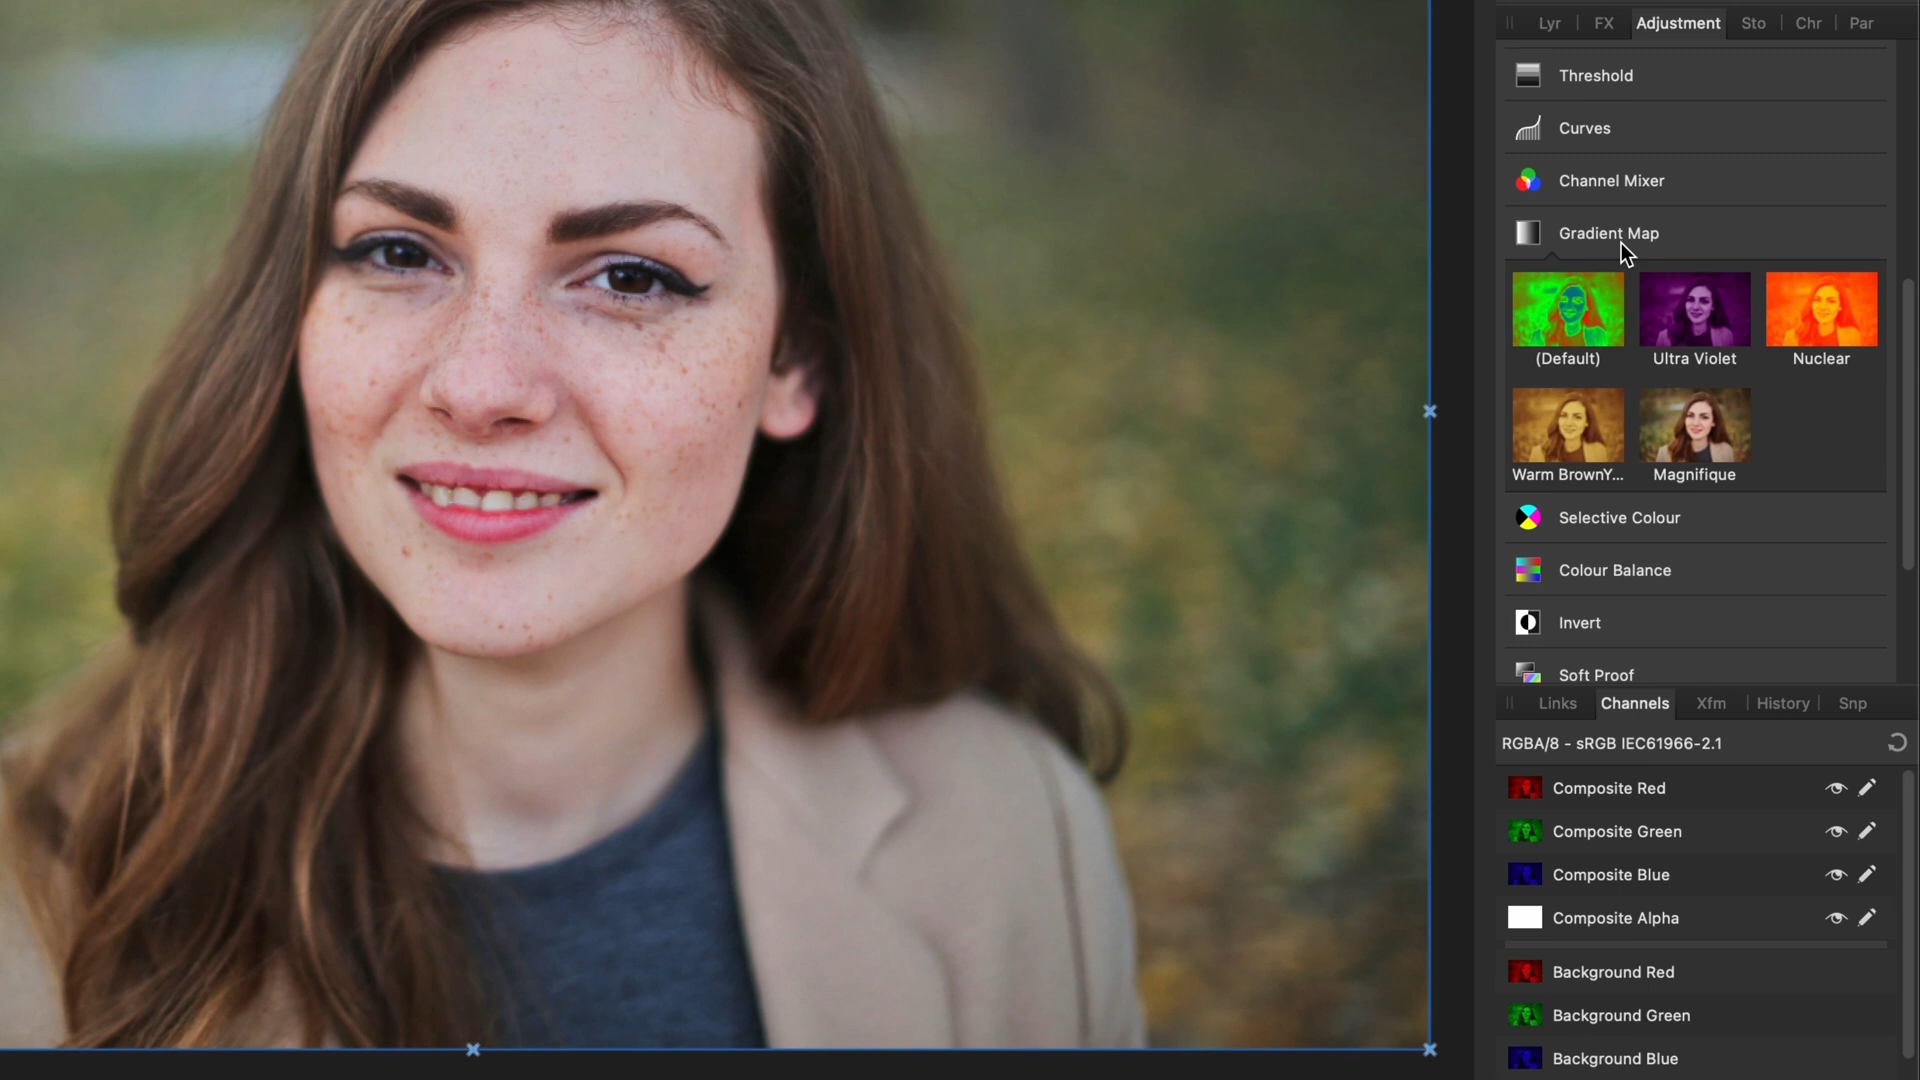 Lyr FX Adjustment Sto Chr Par
Threshold
Curves
Channel Mixer
Gradient Map
(Default) Ultra Violet Nuclear
Warm BrownY... Magnifique
Selective Colour
Colour Balance
Invert
Soft Proof
Links Channels Xfm History Snp
RGBA/8 - sRGB IEC61966-2.1
Composite Red
Composite Green
Composite Blue
Composite Alpha
Background Red
Background Green
Background Blue